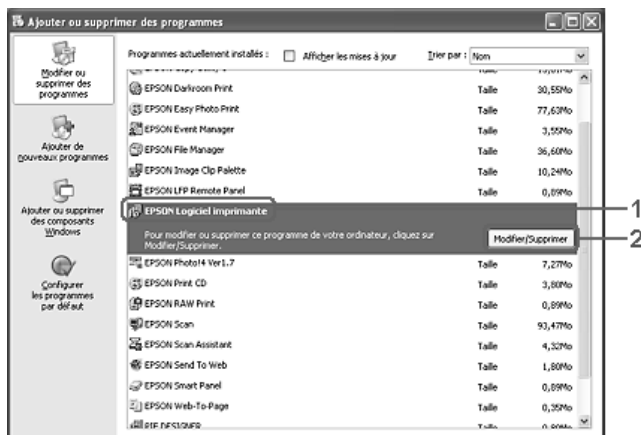 Ajouter ou supprimer des programmes
Modifier ou
supprimer des
programmes
Ajouter de
nouveaux programmes
Ajouter ou supprimer
des composants
Windows
Configurer
les programmes
par défaut
Programmes actuellement installés : Afficher les mises à jour Trier par : Nom
Taille
EPSON Darkroom Print Taille 30,55Mo
EPSON Easy Photo Print Taille 77,63Mo
EPSON Event Manager Taille 3,55Mo
EPSON File Manager Taille 36,60Mo
EPSON Image Clip Palette Taille 10,24Mo
EPSON LFP Remote Panel Taille 0,89Mo
EPSON Logiciel imprimante 1
Pour modifier ou supprimer ce programme de votre ordinateur, cliquez sur
Modifier/Supprimer. Modifier/Supprimer 2
EPSON Photo!4 Ver1.7 Taille 7,27Mo
EPSON Print CD Taille 3,80Mo
EPSON RAW Print Taille 0,89Mo
EPSON Scan Taille 93,47Mo
EPSON Scan Assistant Taille 4,32Mo
EPSON Send To Web Taille 1,80Mo
EPSON Smart Panel Taille 0,89Mo
EPSON Web-To-Page Taille 0,35Mo
PIF DESIGNER Taille